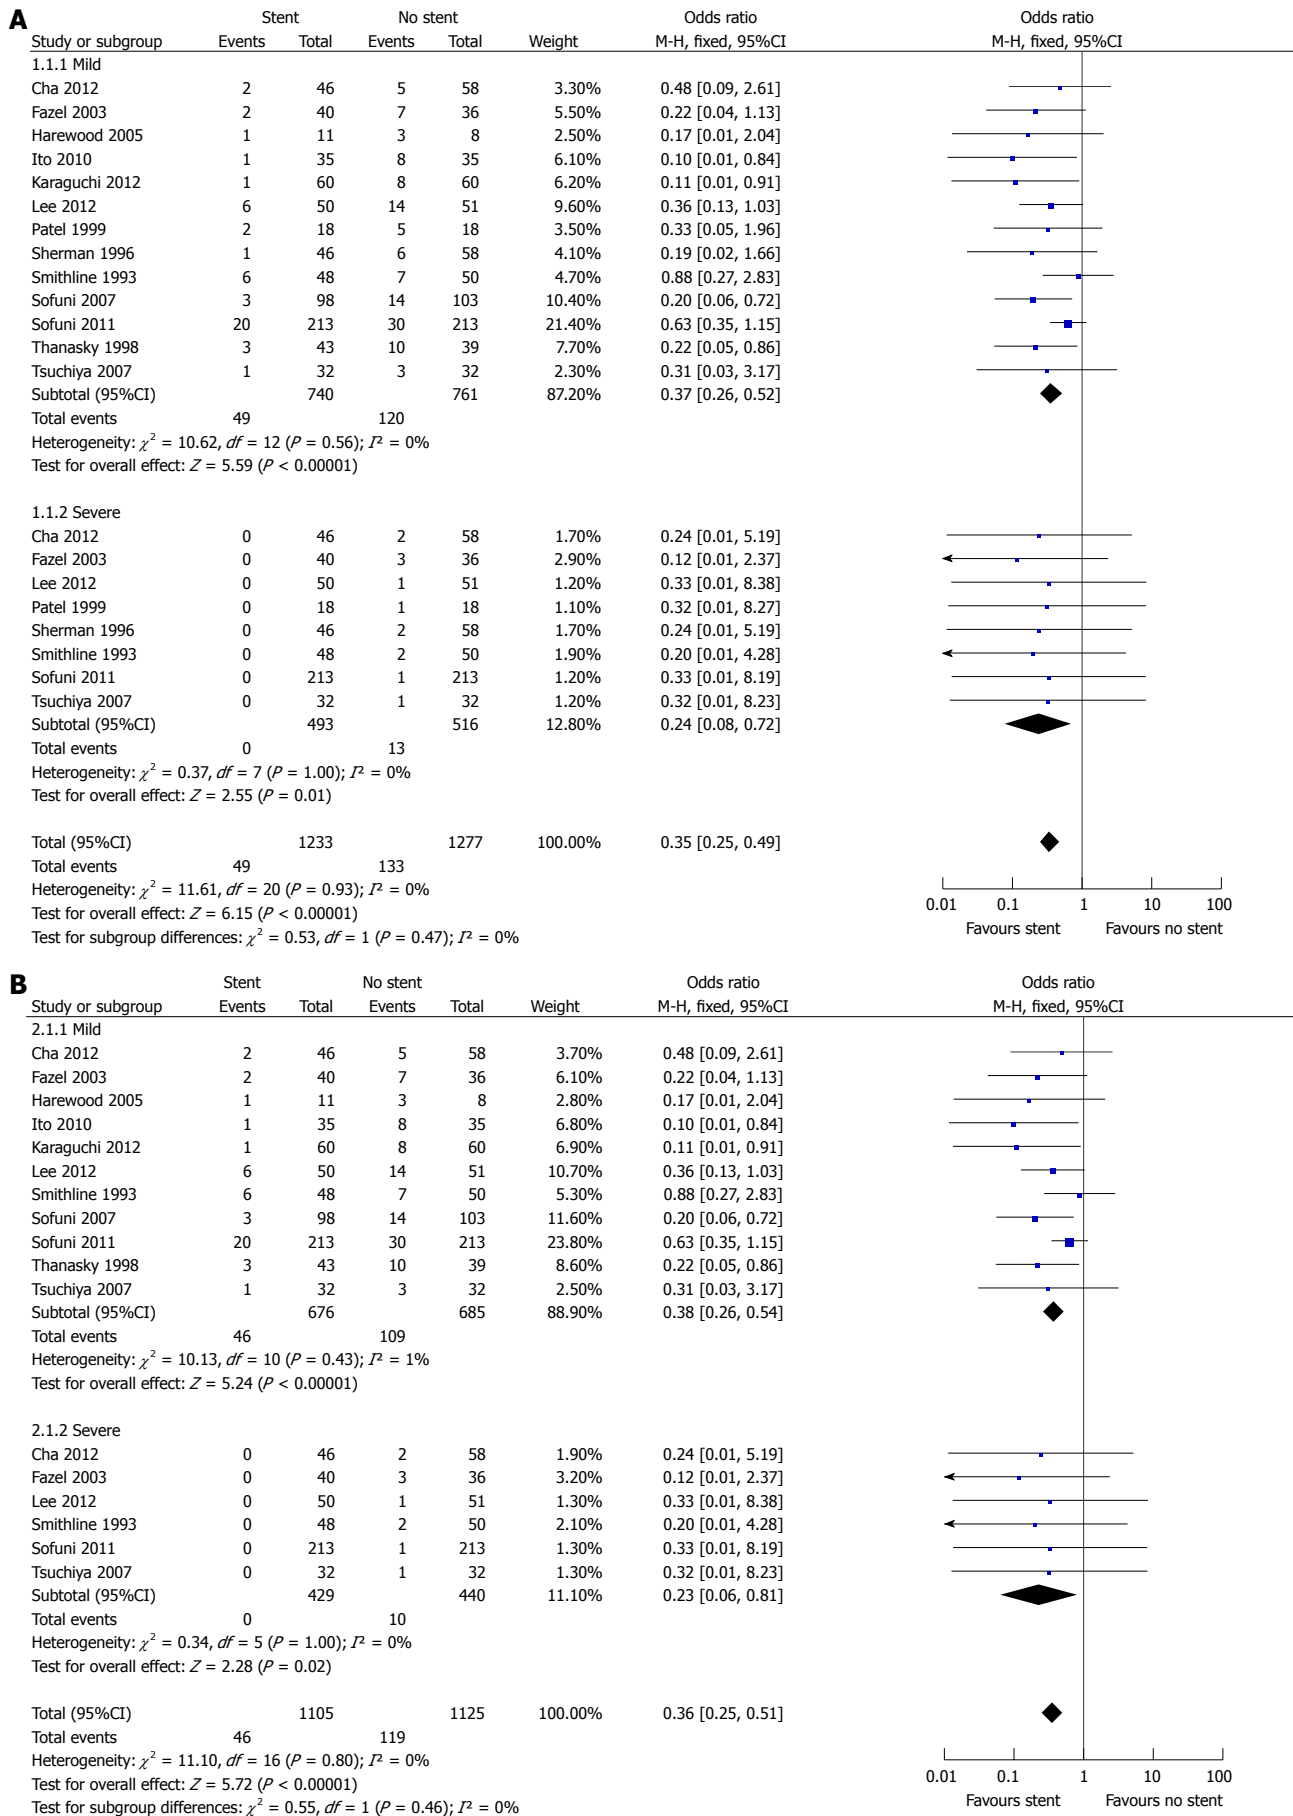 A
Stent No stent Odds ratio Odds ratio
Study or subgroup Events Total Events Total Weight M-H, fixed, 95%CI M-H, fixed, 95%CI
1.1.1 Mild
Cha 2012 2 46 5 58 3.30% 0.48 [0.09, 2.61]
Fazel 2003 2 40 7 36 5.50% 0.22 [0.04, 1.13]
Harewood 2005 1 11 3 8 2.50% 0.17 [0.01, 2.04]
Ito 2010 1 35 8 35 6.10% 0.10 [0.01, 0.84]
Karaguchi 2012 1 60 8 60 6.20% 0.11 [0.01, 0.91]
Lee 2012 6 50 14 51 9.60% 0.36 [0.13, 1.03]
Patel 1999 2 18 5 18 3.50% 0.33 [0.05, 1.96]
Sherman 1996 1 46 6 58 4.10% 0.19 [0.02, 1.66]
Smithline 1993 6 48 7 50 4.70% 0.88 [0.27, 2.83]
Sofuni 2007 3 98 14 103 10.40% 0.20 [0.06, 0.72]
Sofuni 2011 20 213 30 213 21.40% 0.63 [0.35, 1.15]
Thanasky 1998 3 43 10 39 7.70% 0.22 [0.05, 0.86]
Tsuchiya 2007 1 32 3 32 2.30% 0.31 [0.03, 3.17]
Subtotal (95%CI) 740 761 87.20% 0.37 [0.26, 0.52]
Total events 49 120
Heterogeneity: χ² = 10.62, df = 12 (P = 0.56); I² = 0%
Test for overall effect: Z = 5.59 (P < 0.00001)
1.1.2 Severe
Cha 2012 0 46 2 58 1.70% 0.24 [0.01, 5.19]
Fazel 2003 0 40 3 36 2.90% 0.12 [0.01, 2.37]
Lee 2012 0 50 1 51 1.20% 0.33 [0.01, 8.38]
Patel 1999 0 18 1 18 1.10% 0.32 [0.01, 8.27]
Sherman 1996 0 46 2 58 1.70% 0.24 [0.01, 5.19]
Smithline 1993 0 48 2 50 1.90% 0.20 [0.01, 4.28]
Sofuni 2011 0 213 1 213 1.20% 0.33 [0.01, 8.19]
Tsuchiya 2007 0 32 1 32 1.20% 0.32 [0.01, 8.23]
Subtotal (95%CI) 493 516 12.80% 0.24 [0.08, 0.72]
Total events 0 13
Heterogeneity: χ² = 0.37, df = 7 (P = 1.00); I² = 0%
Test for overall effect: Z = 2.55 (P = 0.01)
Total (95%CI) 1233 1277 100.00% 0.35 [0.25, 0.49]
Total events 49 133
Heterogeneity: χ² = 11.61, df = 20 (P = 0.93); I² = 0%
Test for overall effect: Z = 6.15 (P < 0.00001)
Test for subgroup differences: χ² = 0.53, df = 1 (P = 0.47); I² = 0%
0.01 0.1 1 10 100
Favours stent Favours no stent
B
Stent No stent Odds ratio Odds ratio
Study or subgroup Events Total Events Total Weight M-H, fixed, 95%CI M-H, fixed, 95%CI
2.1.1 Mild
Cha 2012 2 46 5 58 3.70% 0.48 [0.09, 2.61]
Fazel 2003 2 40 7 36 6.10% 0.22 [0.04, 1.13]
Harewood 2005 1 11 3 8 2.80% 0.17 [0.01, 2.04]
Ito 2010 1 35 8 35 6.80% 0.10 [0.01, 0.84]
Karaguchi 2012 1 60 8 60 6.90% 0.11 [0.01, 0.91]
Lee 2012 6 50 14 51 10.70% 0.36 [0.13, 1.03]
Smithline 1993 6 48 7 50 5.30% 0.88 [0.27, 2.83]
Sofuni 2007 3 98 14 103 11.60% 0.20 [0.06, 0.72]
Sofuni 2011 20 213 30 213 23.80% 0.63 [0.35, 1.15]
Thanasky 1998 3 43 10 39 8.60% 0.22 [0.05, 0.86]
Tsuchiya 2007 1 32 3 32 2.50% 0.31 [0.03, 3.17]
Subtotal (95%CI) 676 685 88.90% 0.38 [0.26, 0.54]
Total events 46 109
Heterogeneity: χ² = 10.13, df = 10 (P = 0.43); I² = 1%
Test for overall effect: Z = 5.24 (P < 0.00001)
2.1.2 Severe
Cha 2012 0 46 2 58 1.90% 0.24 [0.01, 5.19]
Fazel 2003 0 40 3 36 3.20% 0.12 [0.01, 2.37]
Lee 2012 0 50 1 51 1.30% 0.33 [0.01, 8.38]
Smithline 1993 0 48 2 50 2.10% 0.20 [0.01, 4.28]
Sofuni 2011 0 213 1 213 1.30% 0.33 [0.01, 8.19]
Tsuchiya 2007 0 32 1 32 1.30% 0.32 [0.01, 8.23]
Subtotal (95%CI) 429 440 11.10% 0.23 [0.06, 0.81]
Total events 0 10
Heterogeneity: χ² = 0.34, df = 5 (P = 1.00); I² = 0%
Test for overall effect: Z = 2.28 (P = 0.02)
Total (95%CI) 1105 1125 100.00% 0.36 [0.25, 0.51]
Total events 46 119
Heterogeneity: χ² = 11.10, df = 16 (P = 0.80); I² = 0%
Test for overall effect: Z = 5.72 (P < 0.00001)
Test for subgroup differences: χ² = 0.55, df = 1 (P = 0.46); I² = 0%
0.01 0.1 1 10 100
Favours stent Favours no stent